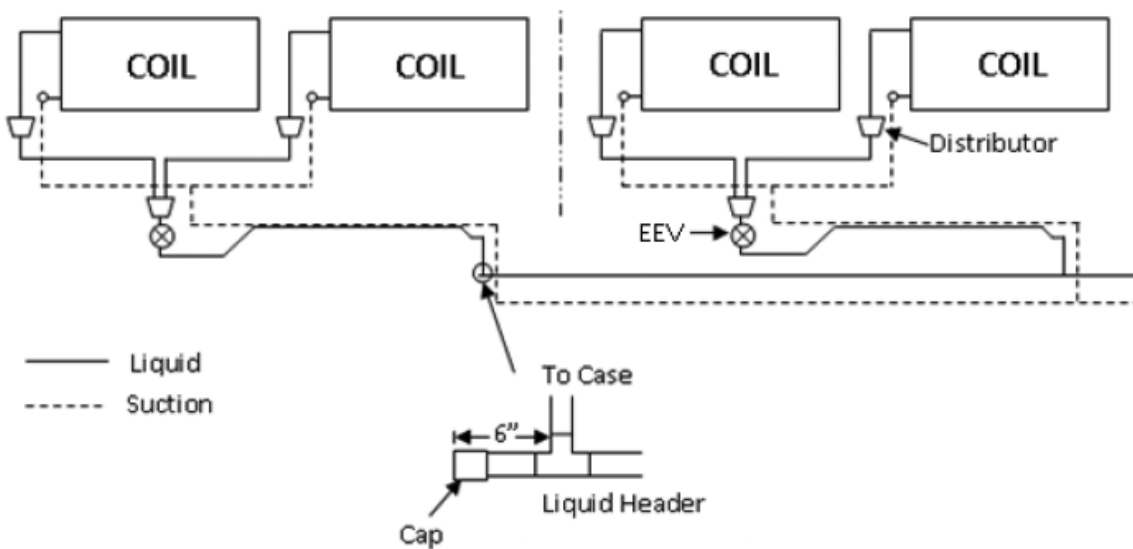 COIL
COIL
COIL
COIL
Distributor
EEV
Liquid
Suction
To Case
6”
Liquid Header
Cap